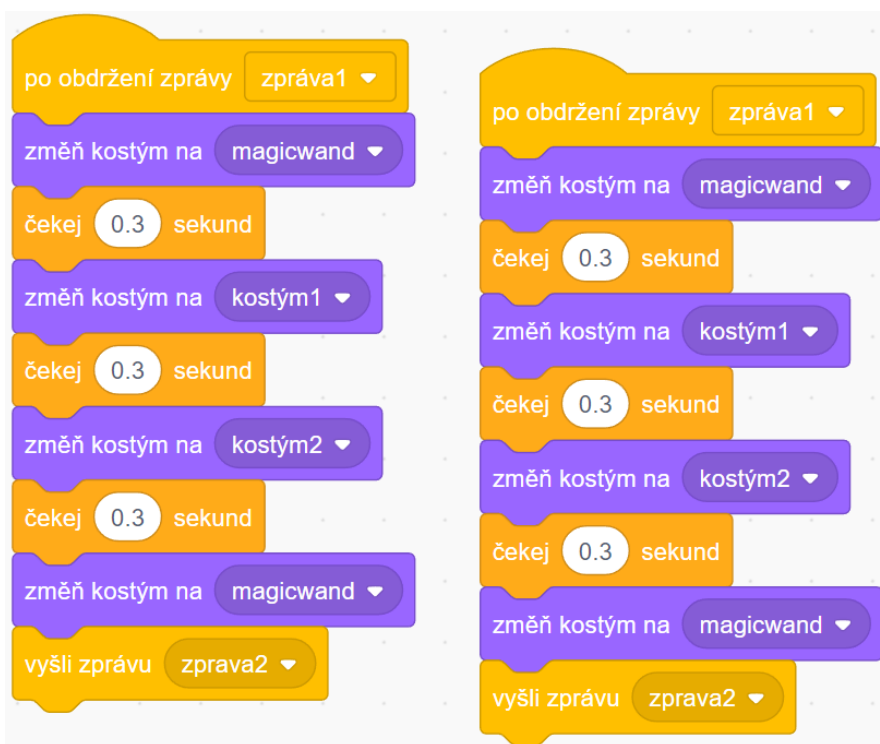 po obdržení zprávy zpráva1
změň kostým na magicwand
čekej 0.3 sekund
změň kostým na kostým1
čekej 0.3 sekund
změň kostým na kostým2
čekej 0.3 sekund
změň kostým na magicwand
vyšli zprávu zprava2
po obdržení zprávy zpráva1
změň kostým na magicwand
čekej 0.3 sekund
změň kostým na kostým1
čekej 0.3 sekund
změň kostým na kostým2
čekej 0.3 sekund
změň kostým na magicwand
vyšli zprávu zprava2